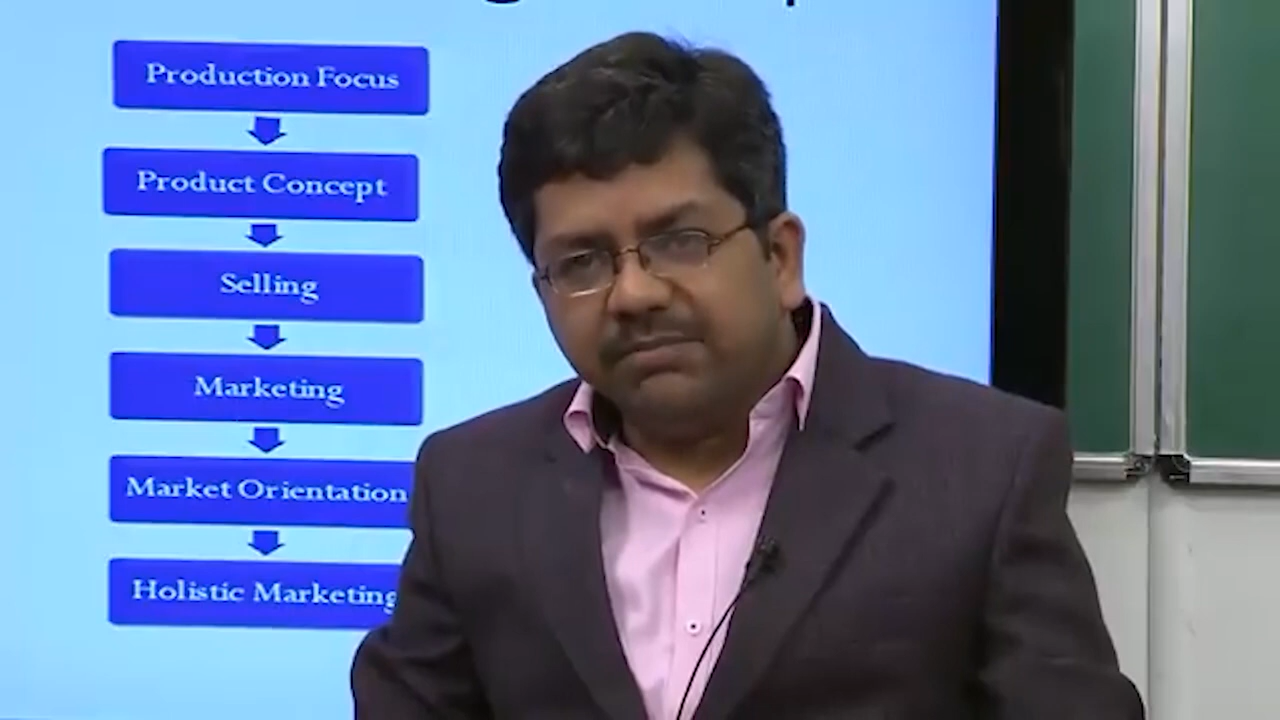 Production Focus
Product Concept
Selling
Marketing
Market Orientation
Holistic Marketing